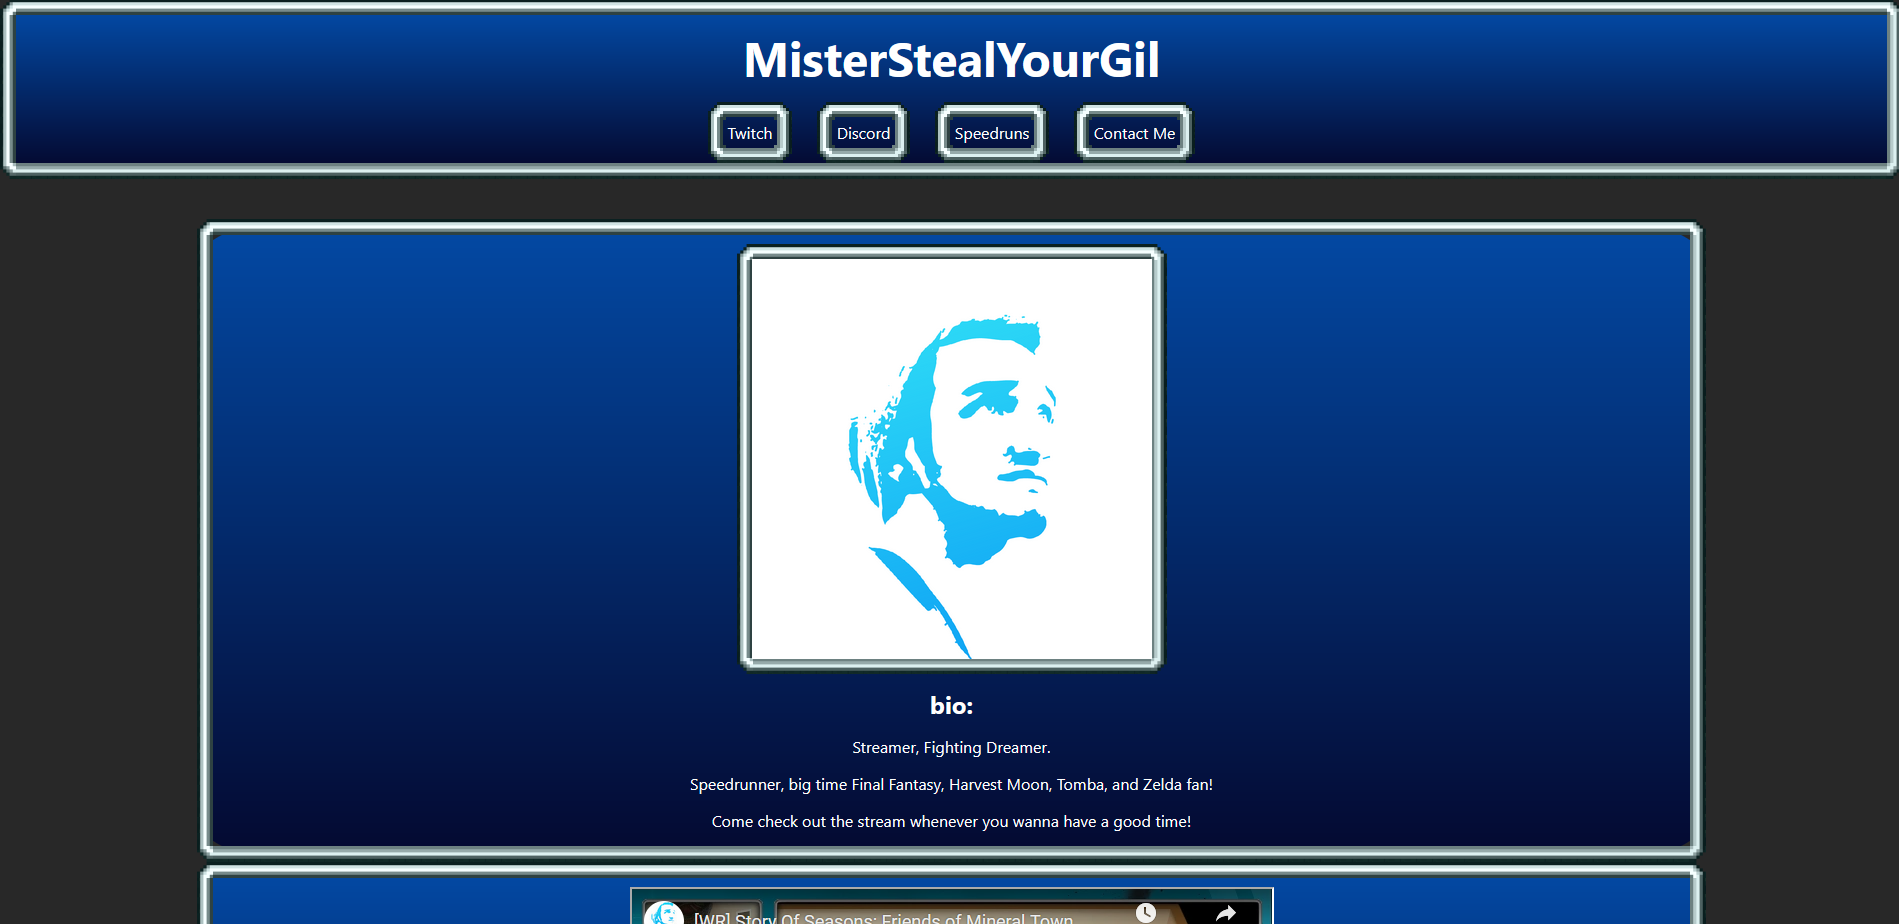 MisterStealYourGil
Twitch
Discord
Speedruns
Contact Me
bio:
Streamer, Fighting Dreamer.
Speedrunner, big time Final Fantasy, Harvest Moon, Tomba, and Zelda fan!
Come check out the stream whenever you wanna have a good time!
[WR] Story Of Seasons: Friends of Mineral Town